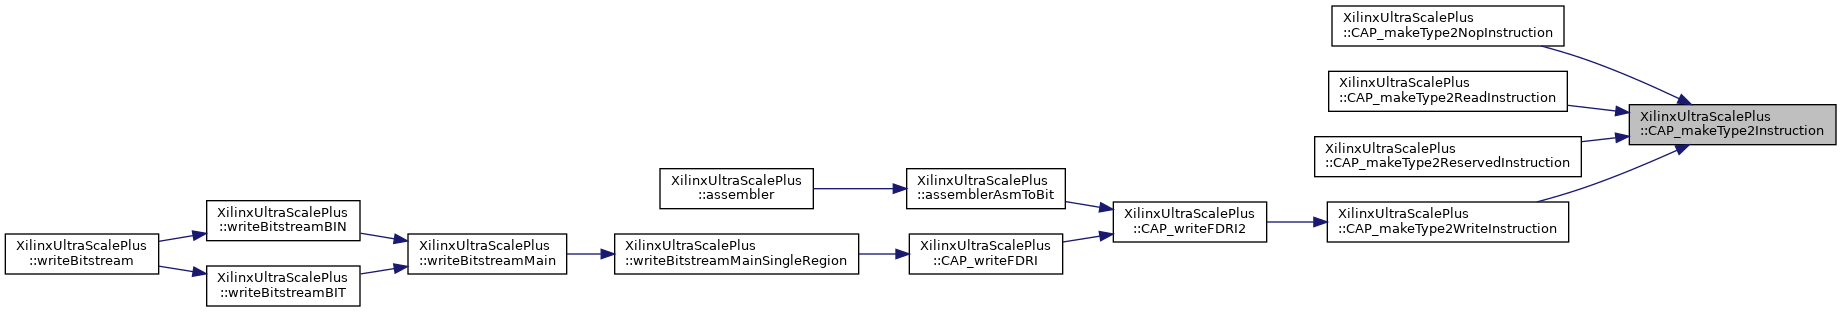 XilinxUltraScalePlus
::CAP_makeType2NopInstruction
XilinxUltraScalePlus
::CAP_makeType2ReadInstruction
XilinxUltraScalePlus
::CAP_makeType2Instruction
XilinxUltraScalePlus
::CAP_makeType2ReservedInstruction
XilinxUltraScalePlus
::assembler
XilinxUltraScalePlus
::assemblerAsmToBit
XilinxUltraScalePlus
::writeBitstreamBIN
XilinxUltraScalePlus
::CAP_writeFDRI2
XilinxUltraScalePlus
::CAP_makeType2WriteInstruction
XilinxUltraScalePlus
::writeBitstream
XilinxUltraScalePlus
::writeBitstreamMain
XilinxUltraScalePlus
::writeBitstreamMainSingleRegion
XilinxUltraScalePlus
::CAP_writeFDRI
XilinxUltraScalePlus
::writeBitstreamBIT